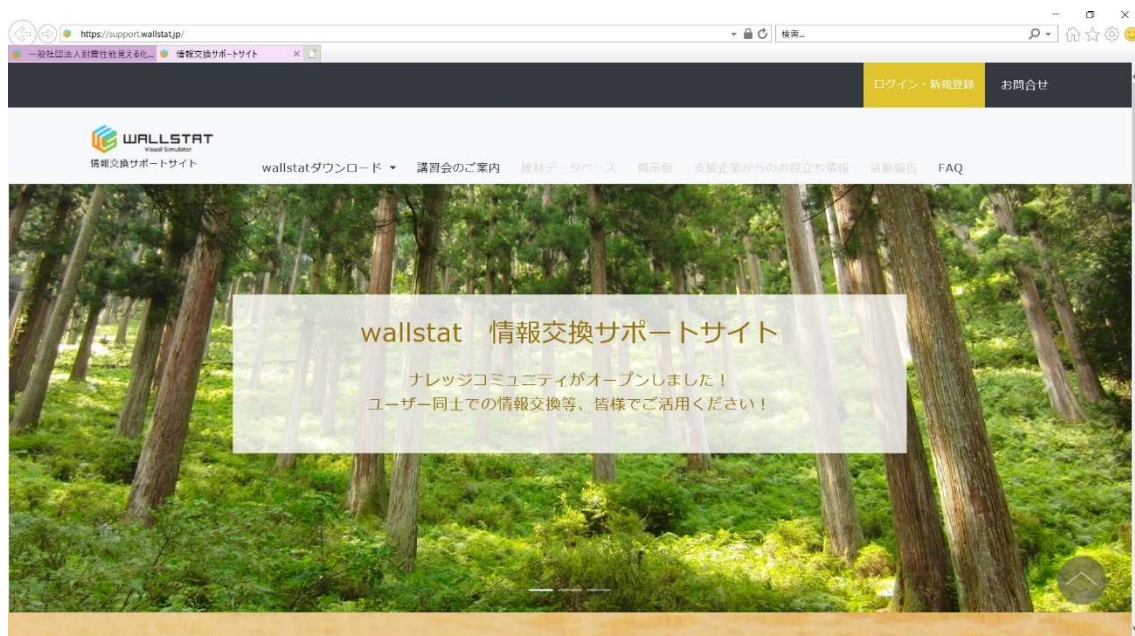 https://support.wallstat.jp/
検索...
一般社団法人耐震性能見える化...
情報交換サポートサイト
ログイン・新規登録
お問合せ
WALLSTAT
Visual Simulator
情報交換サポートサイト
wallstatダウンロード
講習会のご案内
建材データベース
掲示板
支援企業からのお役立ち情報
活動報告
FAQ
wallstat 情報交換サポートサイト
ナレッジコミュニティがオープンしました！
ユーザー同士での情報交換等、皆様でご活用ください！